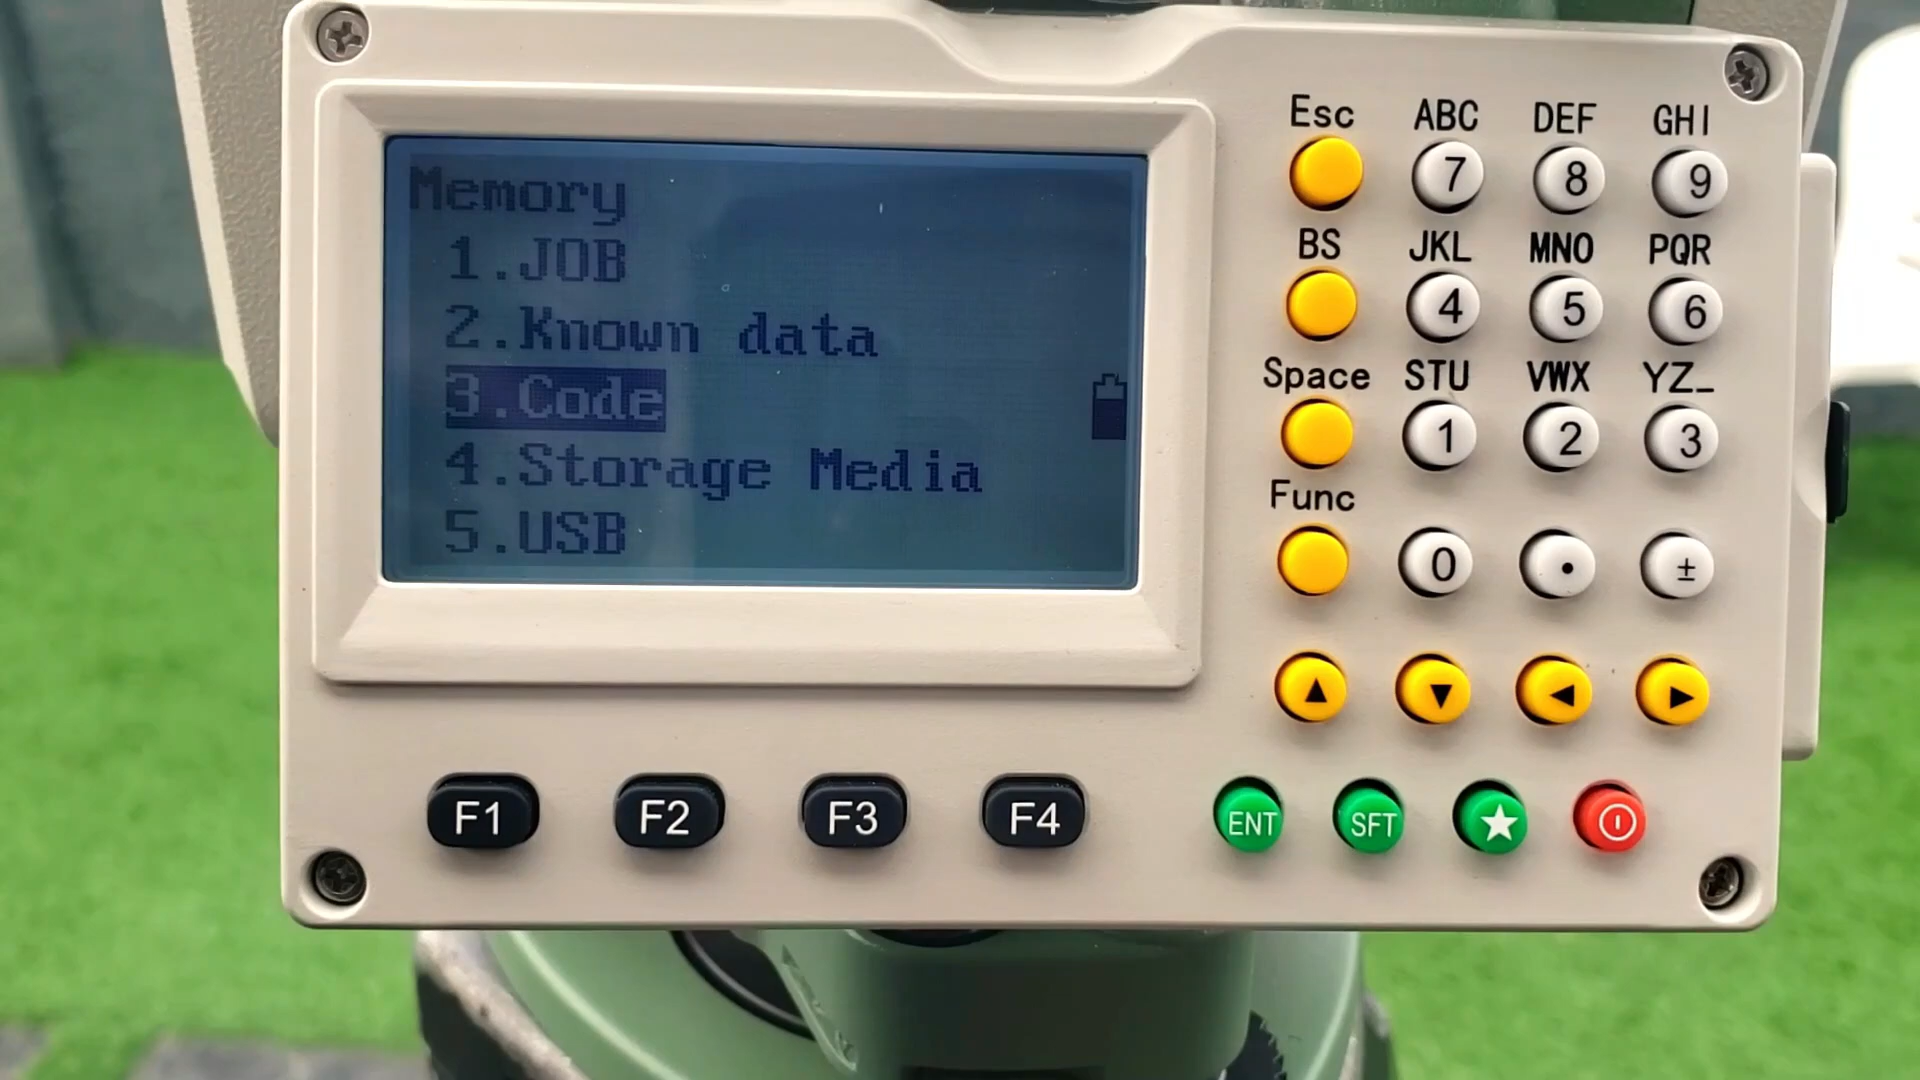 Memory
1.JOB
2.Known data
3.Code
4.Storage Media
5.USB
Esc ABC DEF GHI
7 8 9
BS JKL MNO PQR
4 5 6
Space STU VWX YZ_
1 2 3
Func
0 • ±
▲ ▼ ◀ ▶
F1 F2 F3 F4 ENT SFT ★